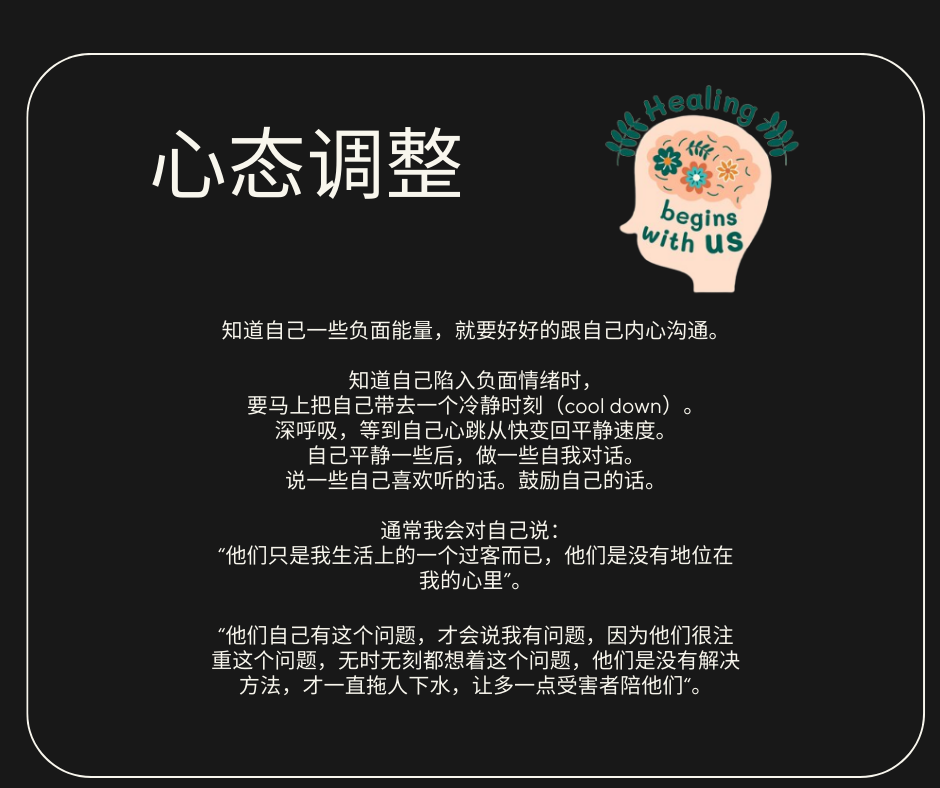 心态调整
Healing
begins
with us
知道自己一些负面能量，就要好好的跟自己内心沟通。
知道自己陷入负面情绪时，
要马上把自己带去一个冷静时刻（cool down）。
深呼吸，等到自己心跳从快变回平静速度。
自己平静一些后，做一些自我对话。
说一些自己喜欢听的话。鼓励自己的话。
通常我会对自己说：
“他们只是我生活上的一个过客而已，他们是没有地位在
我的心里”。
“他们自己有这个问题，才会说我有问题，因为他们很注
重这个问题，无时无刻都想着这个问题，他们是没有解决
方法，才一直拖人下水，让多一点受害者陪他们“。